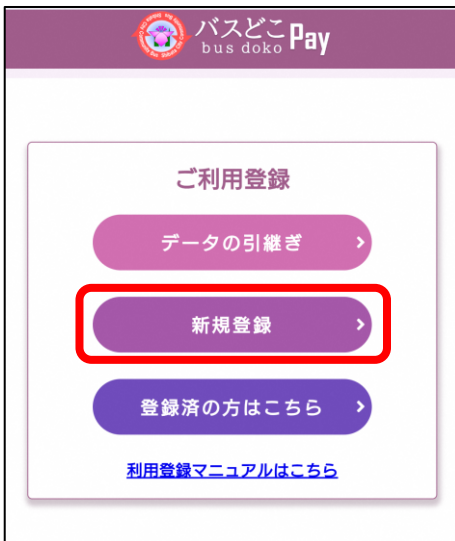 バスどこ Pay
bus doko
ご利用登録
データの引継ぎ
新規登録
登録済の方はこちら
利用登録マニュアルはこちら